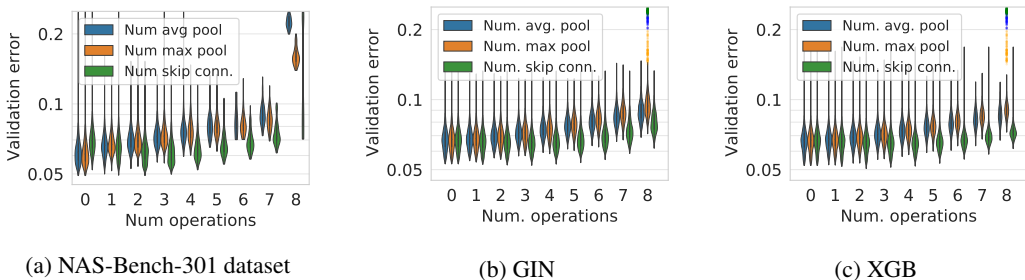 Validation error
0.2
0.1
0.05
Num avg pool
Num max pool
Num skip conn.
0 1 2 3 4 5 6 7 8
Num operations
(a) NAS-Bench-301 dataset
Validation error
0.2
0.1
0.05
Num. avg. pool
Num. max pool
Num. skip conn.
0 1 2 3 4 5 6 7 8
Num. operations
(b) GIN
Validation error
0.2
0.1
0.05
Num. avg. pool
Num. max pool
Num. skip conn.
0 1 2 3 4 5 6 7 8
Num. operations
(c) XGB